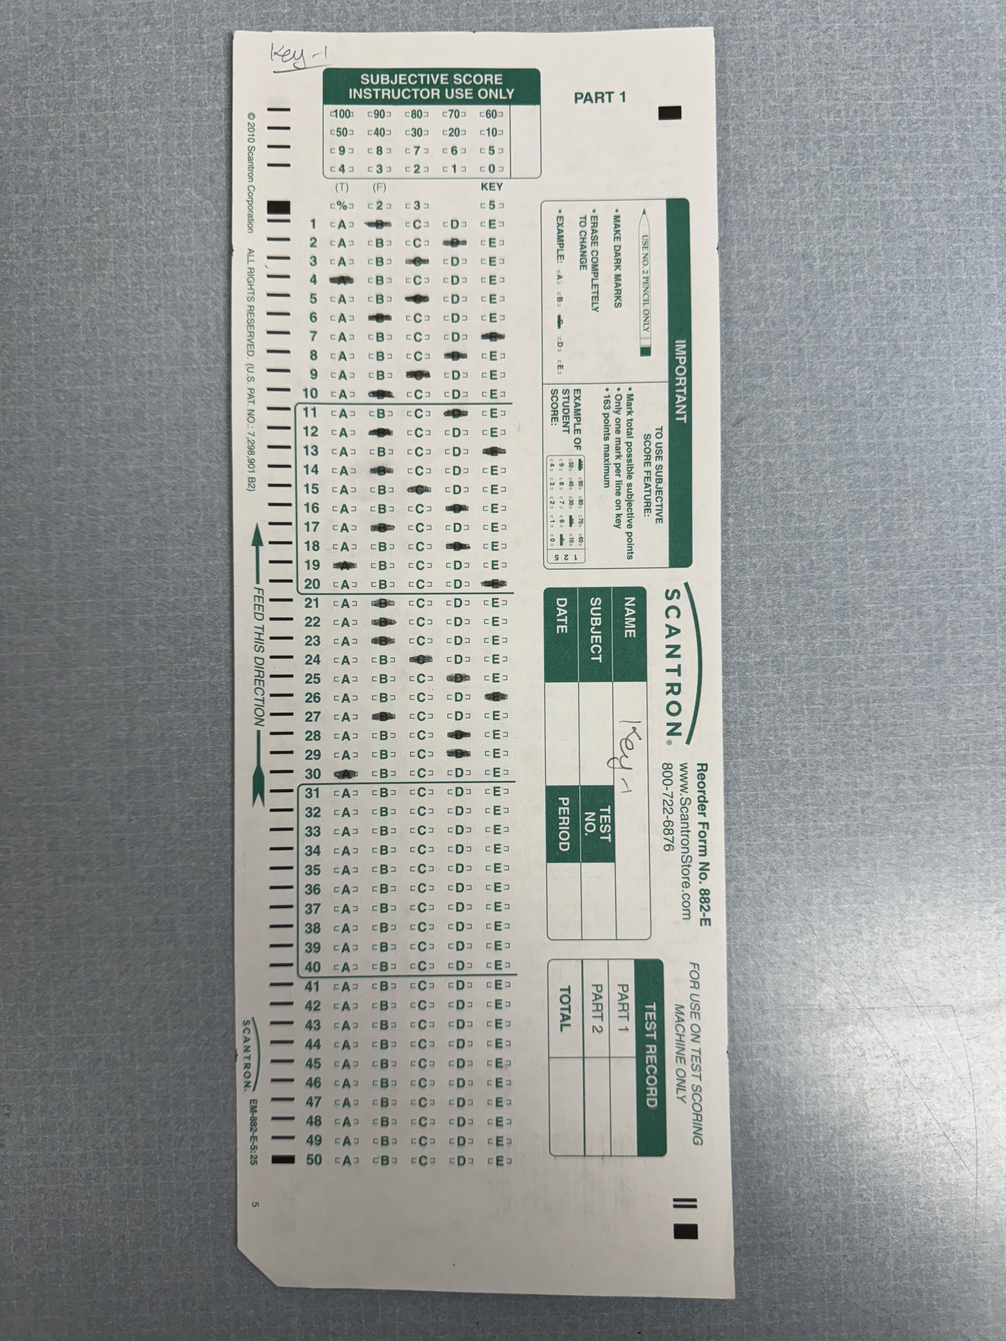 Key-1
SUBJECTIVE SCORE
INSTRUCTOR USE ONLY
100 90 80 70 60
50 40 30 20 10
9 8 7 6 5
4 3 2 1 0
(T) (F) KEY
% 2 3 5
1 A B C D E
2 A B C D E
3 A B C D E
4 A B C D E
5 A B C D E
6 A B C D E
7 A B C D E
8 A B C D E
9 A B C D E
10 A B C D E
11 A B C D E
12 A B C D E
13 A B C D E
14 A B C D E
15 A B C D E
16 A B C D E
17 A B C D E
18 A B C D E
19 A B C D E
20 A B C D E
21 A B C D E
22 A B C D E
23 A B C D E
24 A B C D E
25 A B C D E
26 A B C D E
27 A B C D E
28 A B C D E
29 A B C D E
30 A B C D E
31 A B C D E
32 A B C D E
33 A B C D E
34 A B C D E
35 A B C D E
36 A B C D E
37 A B C D E
38 A B C D E
39 A B C D E
40 A B C D E
41 A B C D E
42 A B C D E
43 A B C D E
44 A B C D E
45 A B C D E
46 A B C D E
47 A B C D E
48 A B C D E
49 A B C D E
50 A B C D E
PART 1
IMPORTANT
USE NO. 2 PENCIL ONLY
• MAKE DARK MARKS
• ERASE COMPLETELY
TO CHANGE
• EXAMPLE: A B C D E
TO USE SUBJECTIVE
SCORE FEATURE:
• Mark total possible subjective points
• Only one mark per line on key
• 163 points maximum
EXAMPLE OF
STUDENT
SCORE:
SCANTRON®
Reorder Form No. 882-E
www.ScantronStore.com
800-722-6876
NAME Key-1
SUBJECT TEST NO.
DATE PERIOD
FOR USE ON TEST SCORING
MACHINE ONLY
TEST RECORD
PART 1
PART 2
TOTAL
© 2010 Scantron Corporation ALL RIGHTS RESERVED. (U.S. PAT. NO.: 7,298,901 B2)
FEED THIS DIRECTION
SCANTRON. EM-882-E-5:25
5